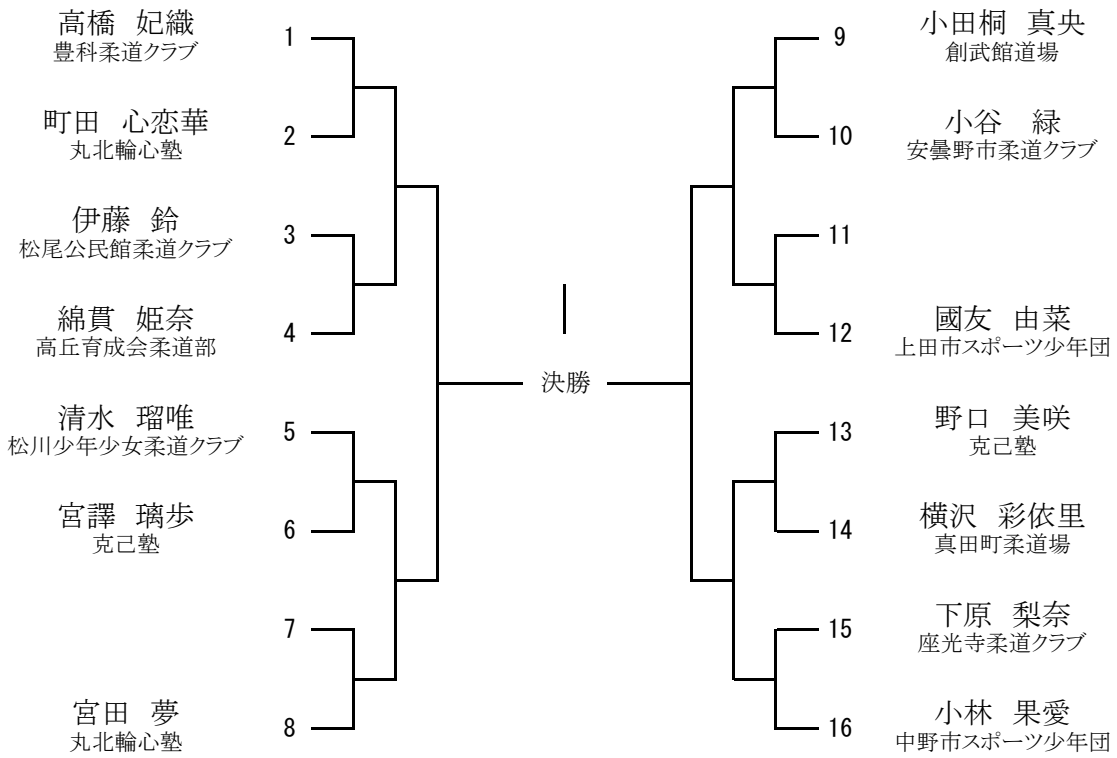 高橋　妃織
豊科柔道クラブ
1
町田　心恋華
丸北輪心塾
2
伊藤　鈴
松尾公民館柔道クラブ
3
綿貫　姫奈
高丘育成会柔道部
4
清水　瑠唯
松川少年少女柔道クラブ
5
宮譯　璃歩
克己塾
6
7
宮田　夢
丸北輪心塾
8
決勝
9
小田桐　真央
創武館道場
10
小谷　緑
安曇野市柔道クラブ
11
12
國友　由菜
上田市スポーツ少年団
13
野口　美咲
克己塾
14
横沢　彩依里
真田町柔道場
15
下原　梨奈
座光寺柔道クラブ
16
小林　果愛
中野市スポーツ少年団